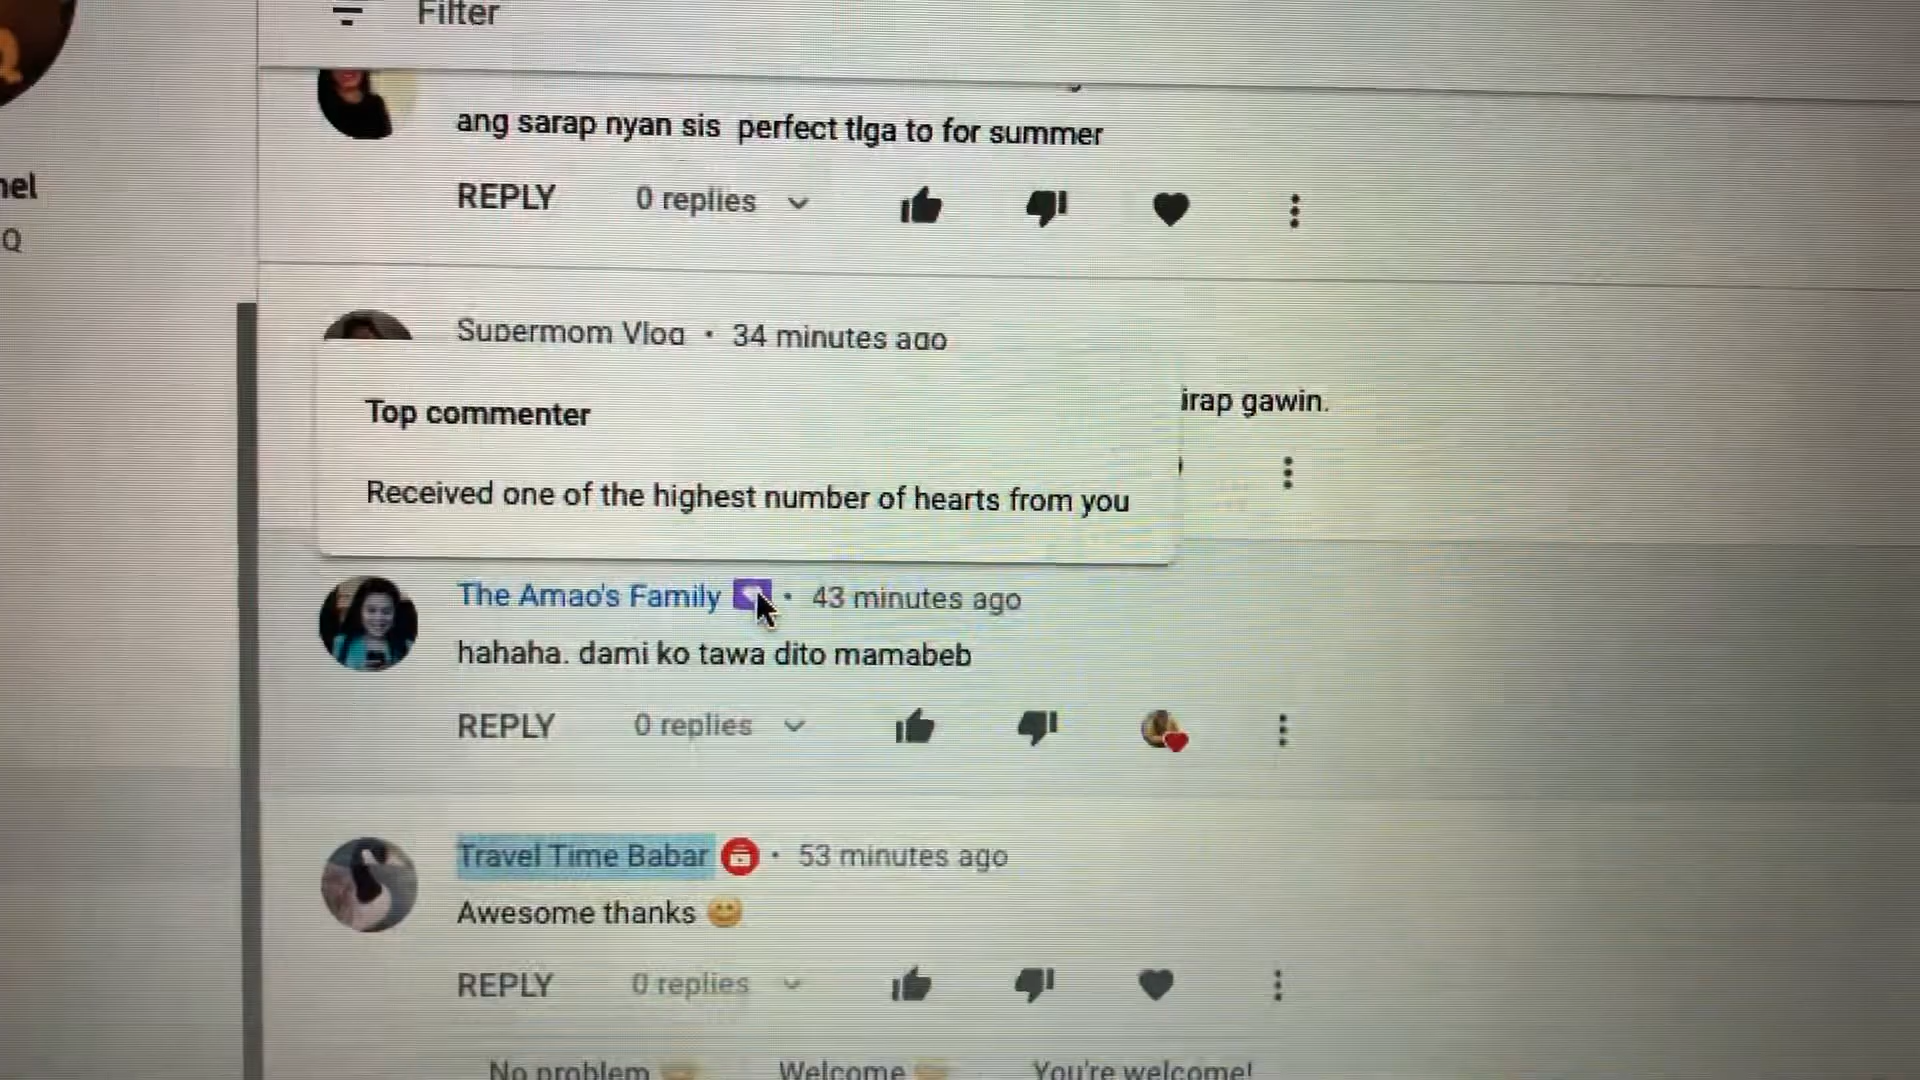 Filter
nel
Q
ang sarap nyan sis perfect tlga to for summer
REPLY 0 replies
Supermom Vlog • 34 minutes ago
irap gawin.
Top commenter
Received one of the highest number of hearts from you
The Amao's Family • 43 minutes ago
hahaha. dami ko tawa dito mamabeb
REPLY 0 replies
Travel Time Babar • 53 minutes ago
Awesome thanks 😊
REPLY 0 replies
No problem Welcome You're welcome!